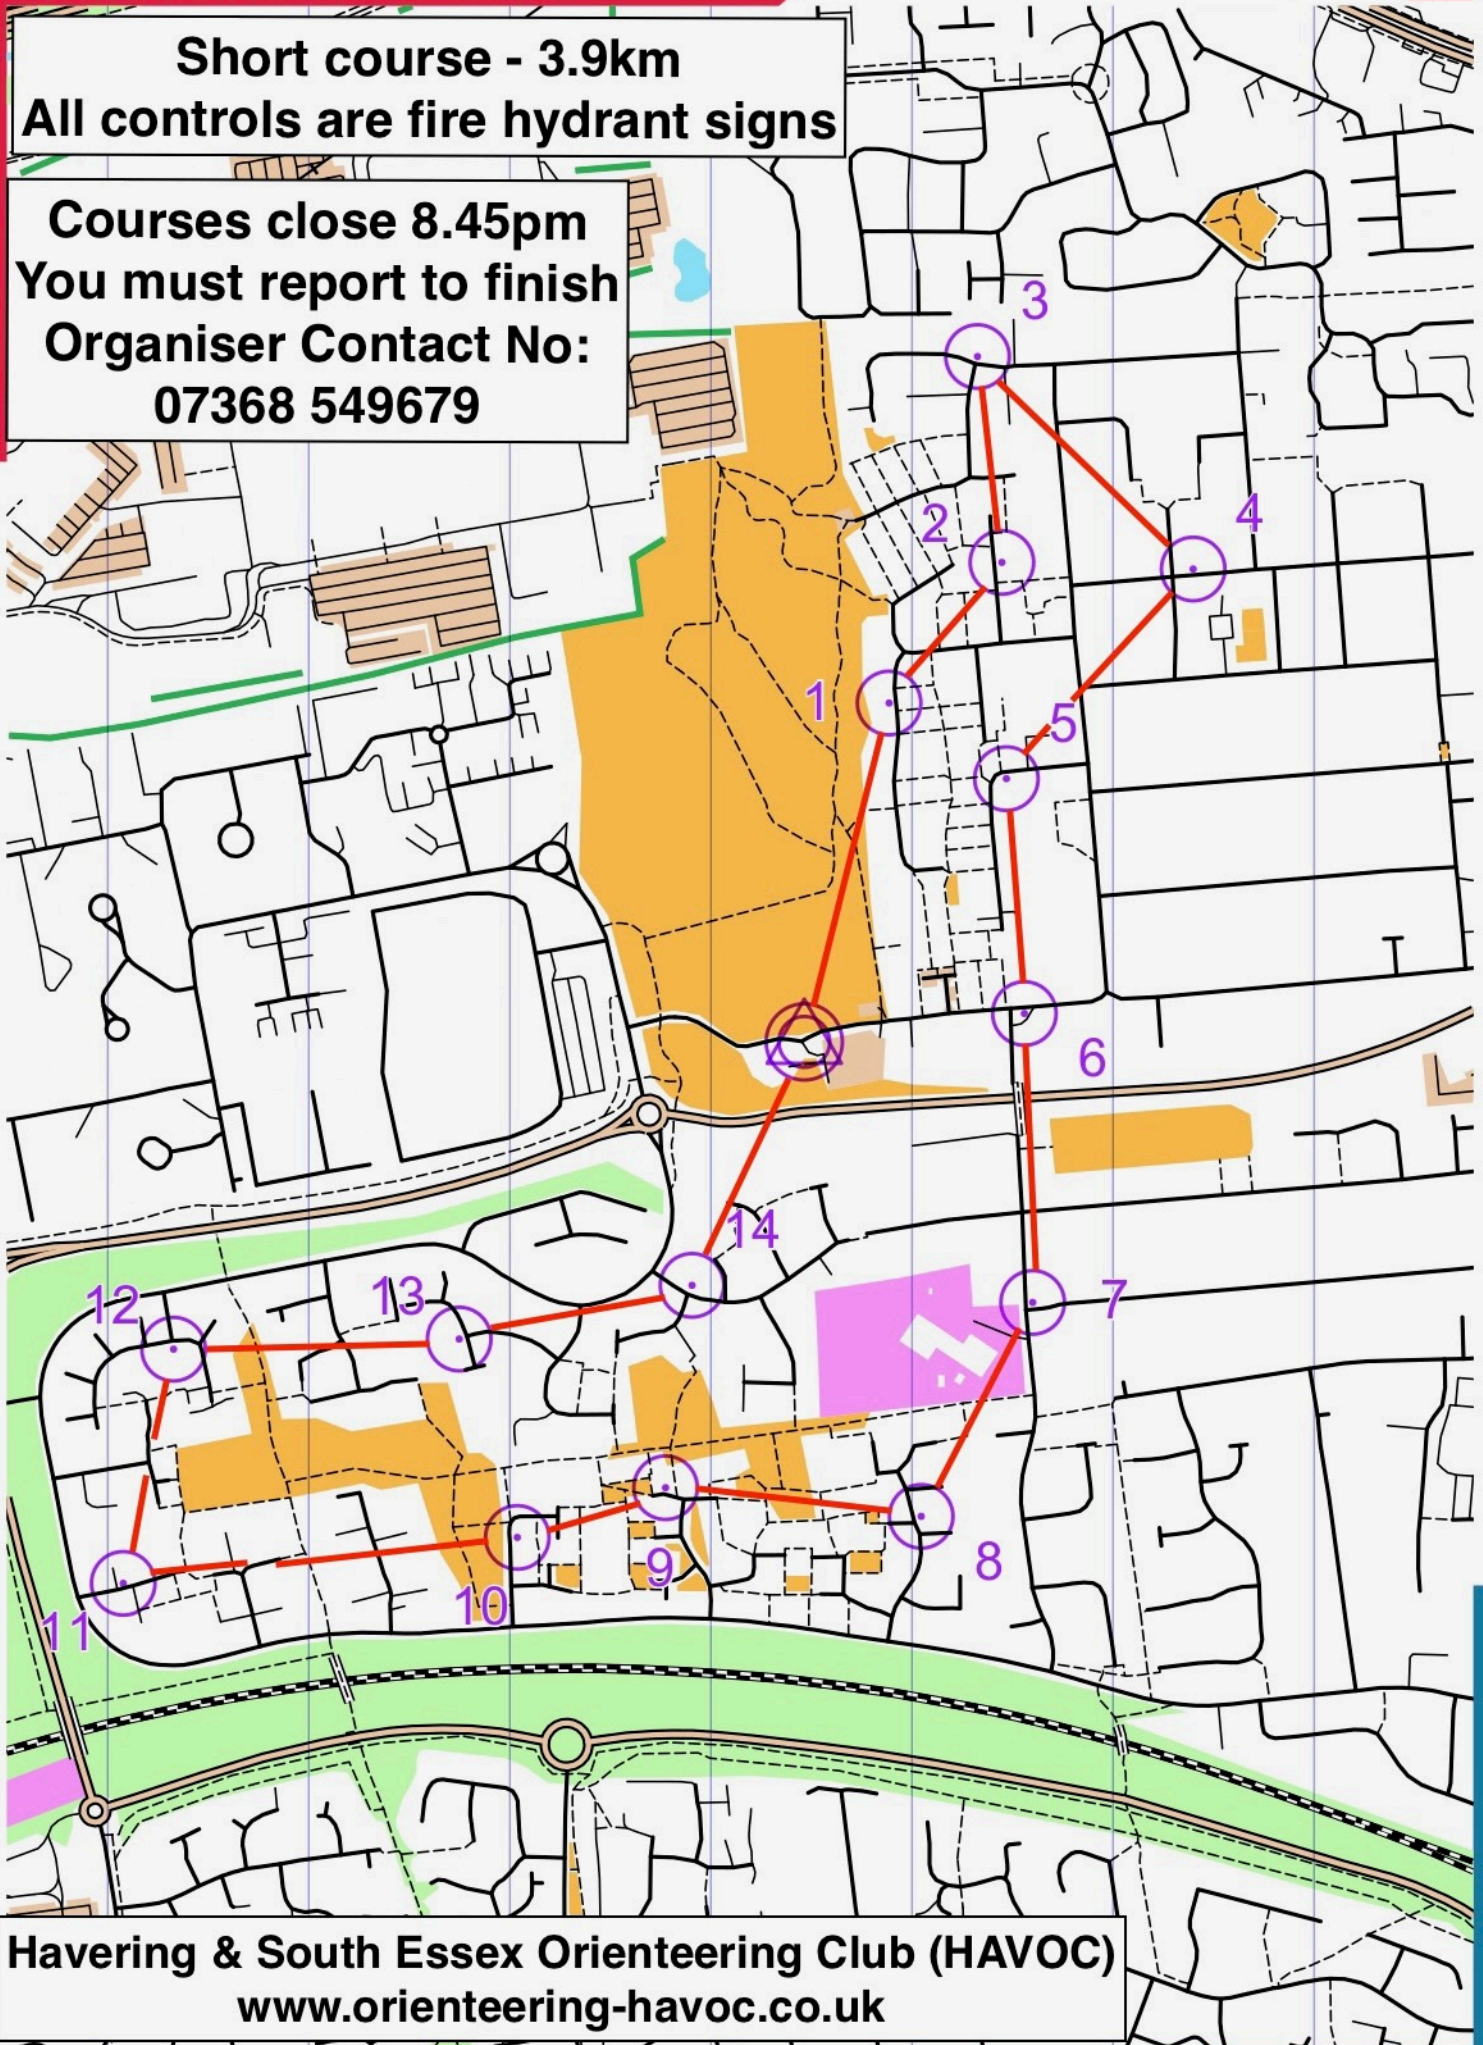 Short course - 3.9km
All controls are fire hydrant signs
Courses close 8.45pm
You must report to finish
Organiser Contact No:
07368 549679
3
2
4
1
5
6
14
12
13
7
9
8
10
11
Havering & South Essex Orienteering Club (HAVOC)
www.orienteering-havoc.co.uk